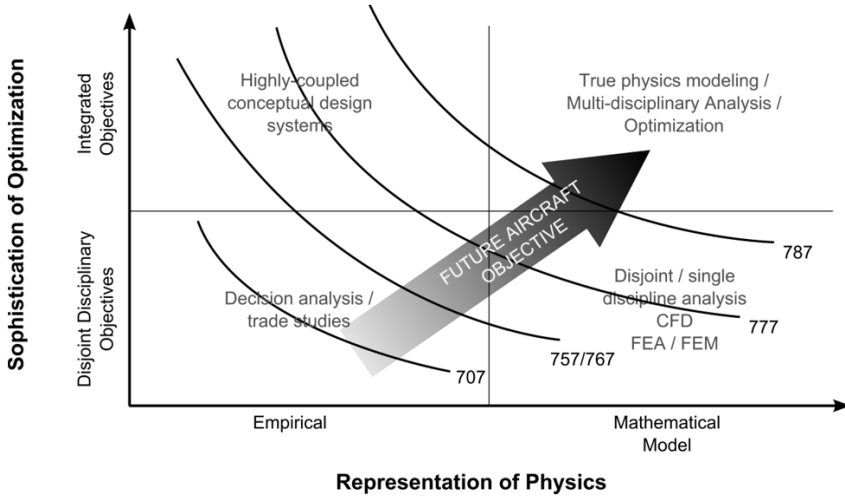 Sophistication of Optimization
Integrated
Objectives
Disjoint Disciplinary
Objectives
Highly-coupled
conceptual design
systems
True physics modeling /
Multi-disciplinary Analysis /
Optimization
FUTURE AIRCRAFT
OBJECTIVE
Decision analysis /
trade studies
Disjoint / single
discipline analysis
CFD
FEA / FEM
787
777
757/767
707
Empirical
Mathematical
Model
Representation of Physics